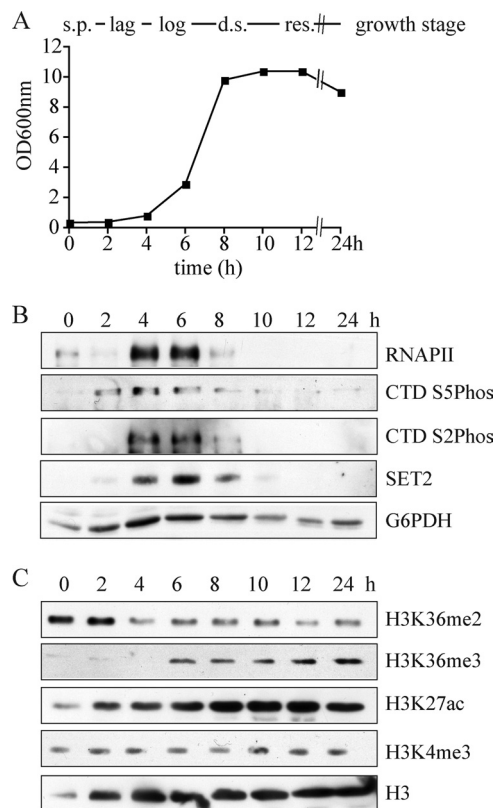 A
s.p. lag log d.s. res. growth stage
12
10
8
6
4
2
0
OD600nm
0 2 4 6 8 10 12 24h
time (h)
B
0 2 4 6 8 10 12 24 h
RNAPII
CTD S5Phos
CTD S2Phos
SET2
G6PDH
C
0 2 4 6 8 10 12 24 h
H3K36me2
H3K36me3
H3K27ac
H3K4me3
H3